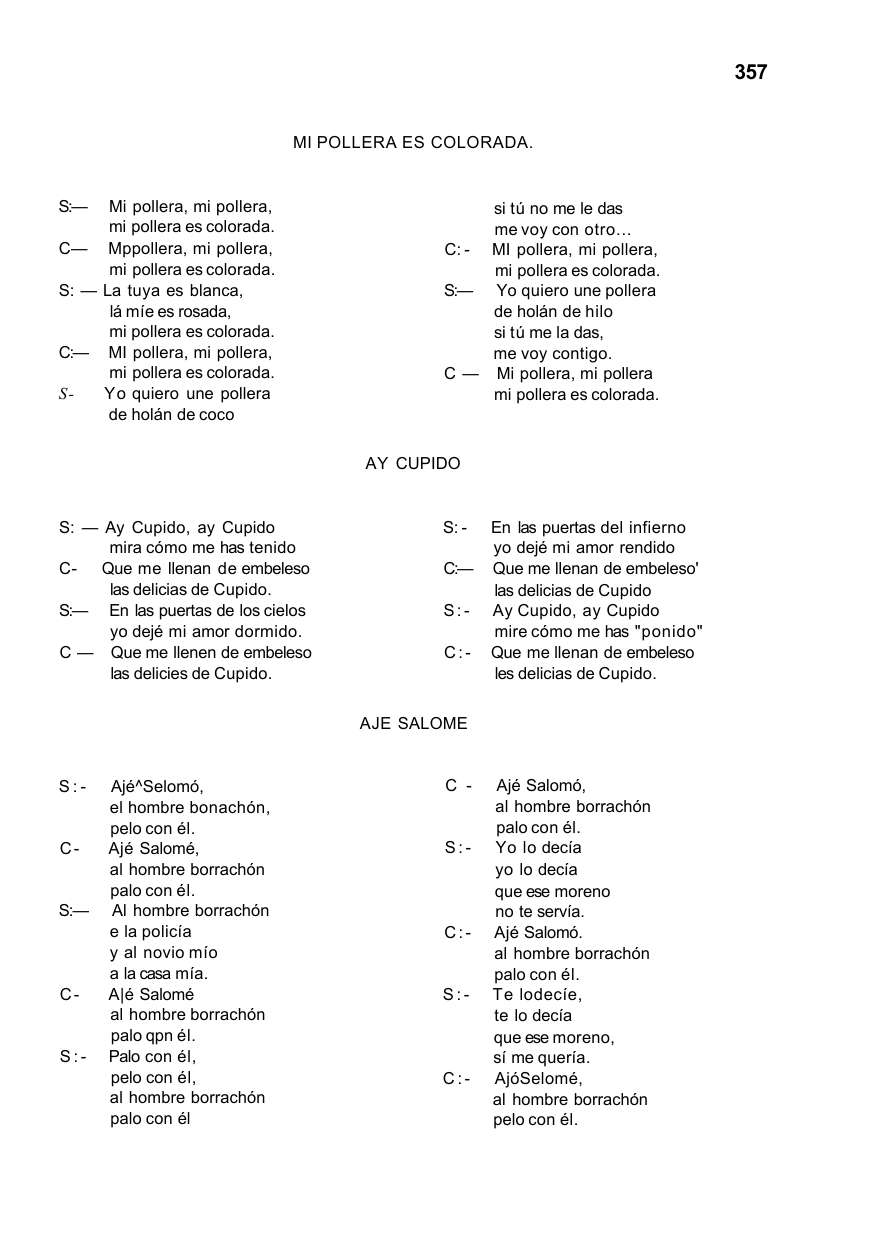 357
MI POLLERA ES COLORADA.
S:— Mi pollera, mi pollera,
mi pollera es colorada.
C— Mppollera, mi pollera,
mi pollera es colorada.
S: — La tuya es blanca,
lá míe es rosada,
mi pollera es colorada.
C:— MI pollera, mi pollera,
mi pollera es colorada.
S- Yo quiero une pollera
de holán de coco
si tú no me le das
me voy con otro...
C: - MI pollera, mi pollera,
mi pollera es colorada.
S:— Yo quiero une pollera
de holán de hilo
si tú me la das,
me voy contigo.
C — Mi pollera, mi pollera
mi pollera es colorada.
AY CUPIDO
S: — Ay Cupido, ay Cupido
mira cómo me has tenido
C- Que me llenan de embeleso
las delicias de Cupido.
S:— En las puertas de los cielos
yo dejé mi amor dormido.
C — Que me llenen de embeleso
las delicies de Cupido.
S: - En las puertas del infierno
yo dejé mi amor rendido
C:— Que me llenan de embeleso'
las delicias de Cupido
S : - Ay Cupido, ay Cupido
mire cómo me has "ponido"
C : - Que me llenan de embeleso
les delicias de Cupido.
AJE SALOME
S : - Ajé^Selomó,
el hombre bonachón,
pelo con él.
C - Ajé Salomé,
al hombre borrachón
palo con él.
S:— Al hombre borrachón
e la policía
y al novio mío
a la casa mía.
C - A|é Salomé
al hombre borrachón
palo qpn él.
S : - Palo con él,
pelo con él,
al hombre borrachón
palo con él
C - Ajé Salomó,
al hombre borrachón
palo con él.
S : - Yo lo decía
yo lo decía
que ese moreno
no te servía.
C : - Ajé Salomó.
al hombre borrachón
palo con él.
S : - Te lodecíe,
te lo decía
que ese moreno,
sí me quería.
C : - AjóSelomé,
al hombre borrachón
pelo con él.